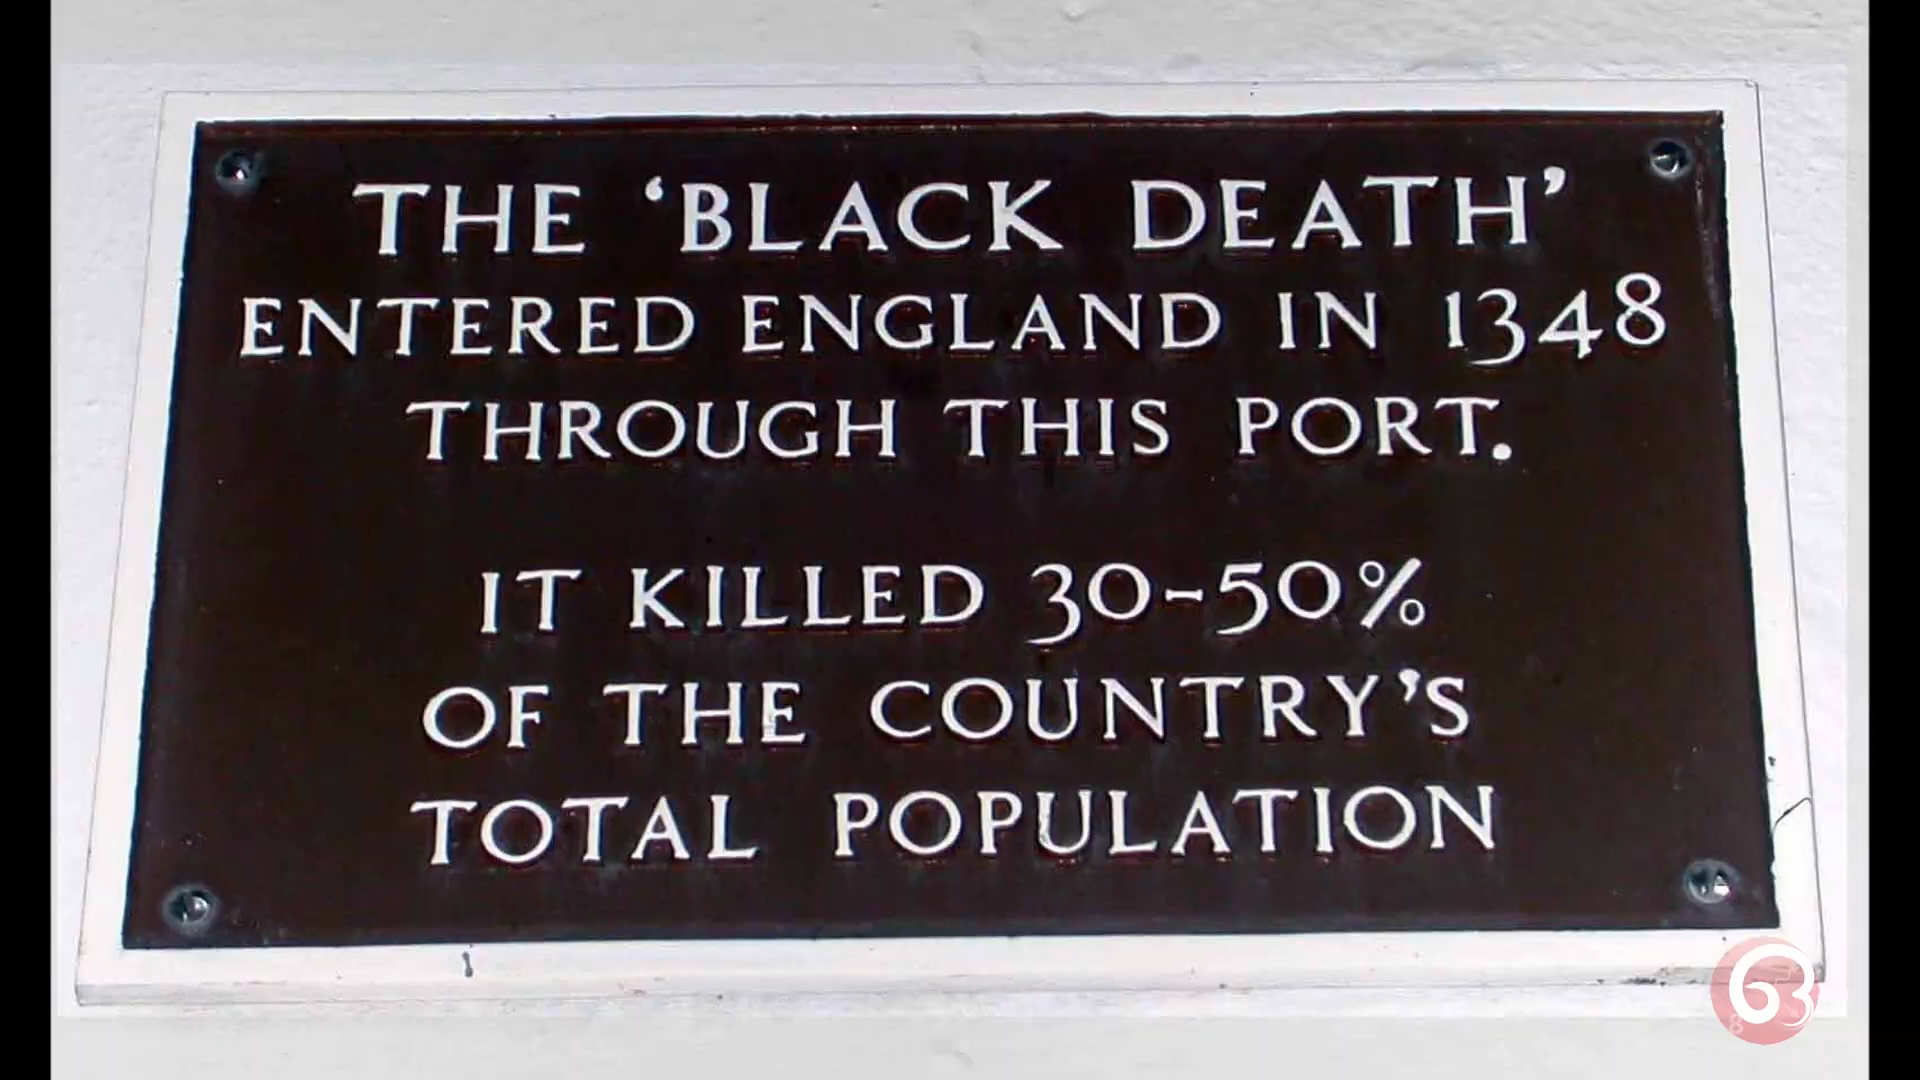 THE ‘BLACK DEATH’
ENTERED ENGLAND IN 1348
THROUGH THIS PORT.
IT KILLED 30-50%
OF THE COUNTRY’S
TOTAL POPULATION
63